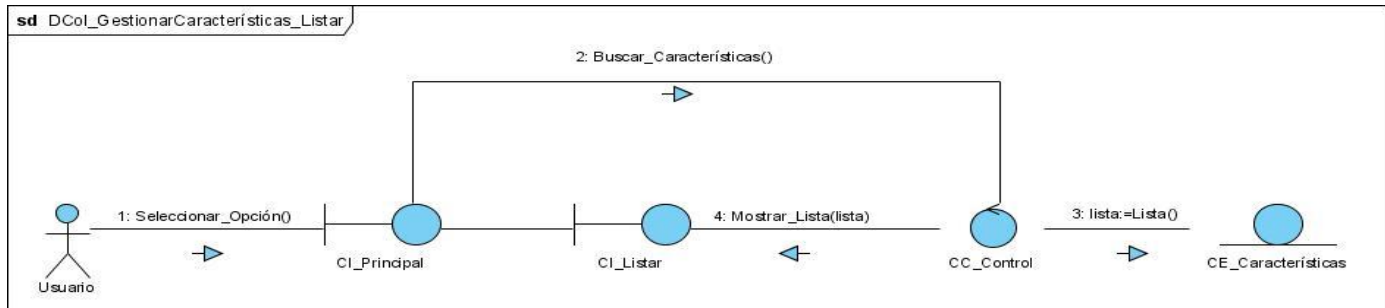 sd DCol_GestionarCaracterísticas_Listar
2: Buscar_Características()
1: Seleccionar_Opción()
4: Mostrar_Lista(lista)
3: lista:=Lista()
CI_Principal
CI_Listar
CC_Control
CE_Características
Usuario